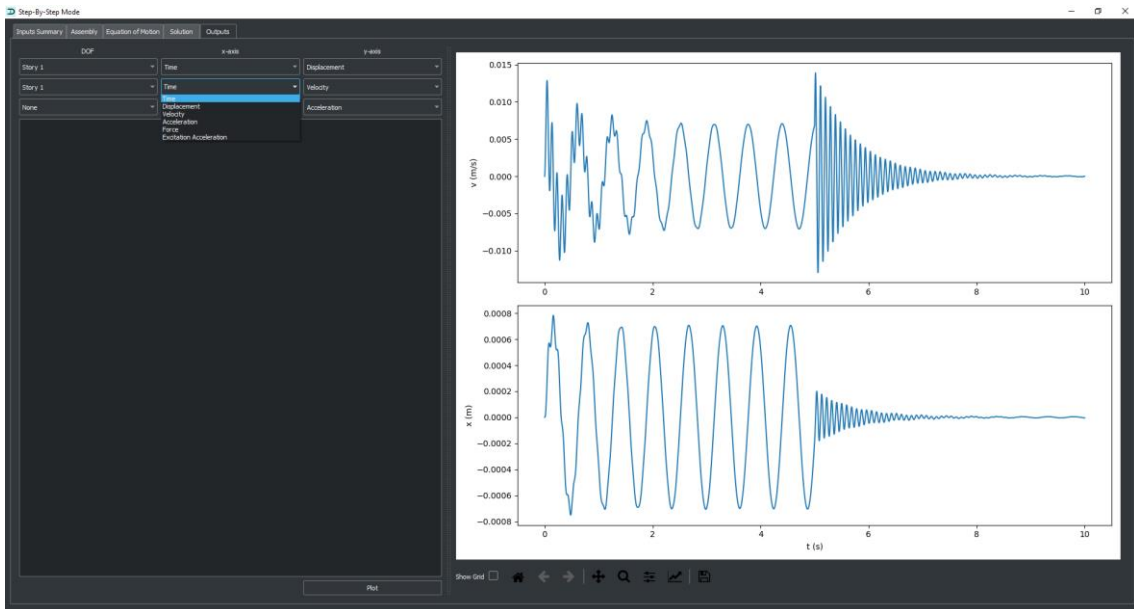 Step-By-Step Mode
Inputs Summary Assembly Equation of Motion Solution Outputs
DOF x-axis y-axis
Story 1 Time Displacement
Story 1 Time Velocity
None Acceleration
Time
Displacement
Velocity
Acceleration
Force
Excitation Acceleration
Plot
0.015
0.010
0.005
0.000
−0.005
−0.010
v (m/s)
0 2 4 6 8 10
0.0008
0.0006
0.0004
0.0002
0.0000
−0.0002
−0.0004
−0.0006
−0.0008
x (m)
0 2 4 6 8 10
t (s)
Show Grid